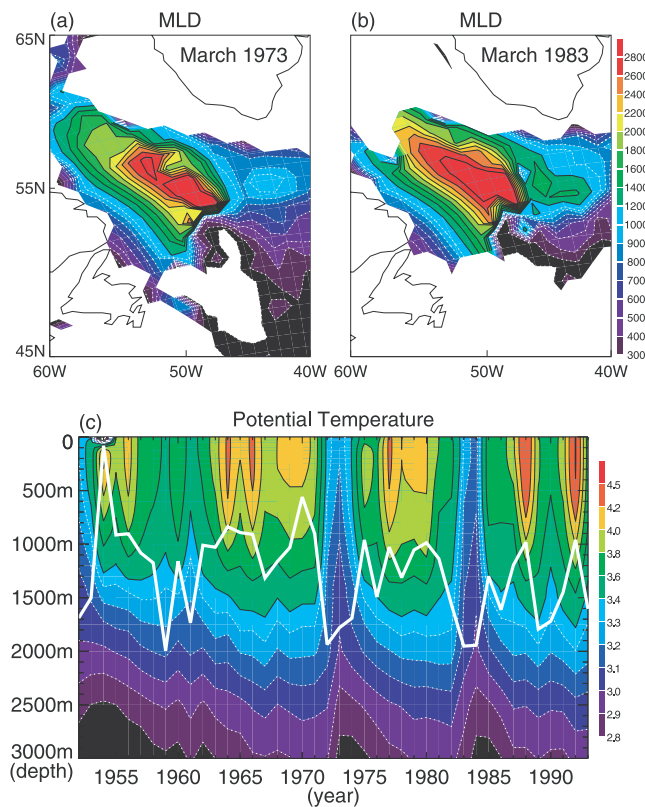 (a) MLD
March 1973
65N
55N
45N
60W 50W 40W
(b) MLD
March 1983
60W 50W 40W
2800
2600
2400
2200
2000
1800
1600
1400
1200
1000
900
800
700
600
500
400
300
(c) Potential Temperature
0
500m
1000m
1500m
2000m
2500m
3000m
(depth)
1955 1960 1965 1970 1975 1980 1985 1990
(year)
4.5
4.2
4.0
3.8
3.6
3.4
3.3
3.2
3.1
3.0
2.9
2.8